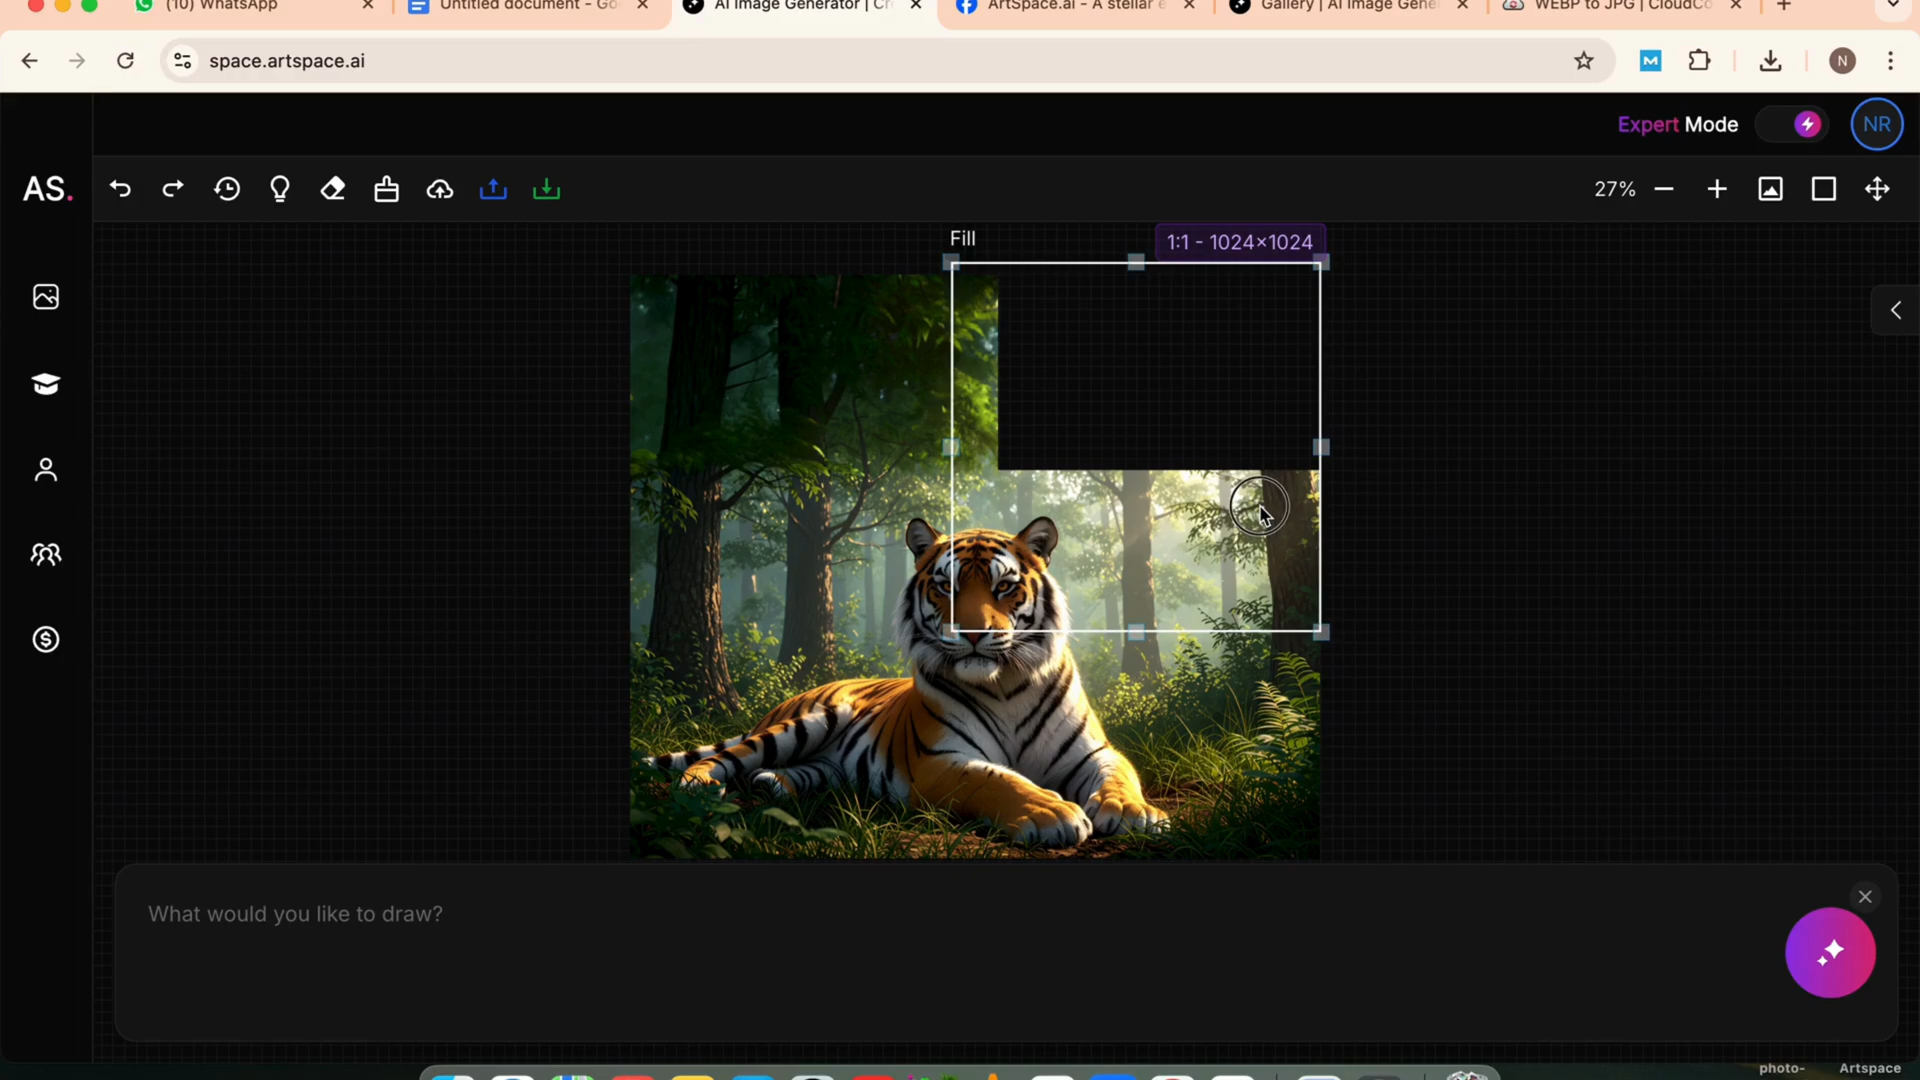 (10) WhatsApp
Untitled document - Go
AI Image Generator | Cr
ArtSpace.ai - A stellar e
Gallery | AI Image Gene
WEBP to JPG | CloudCo
space.artspace.ai
N
Expert Mode
NR
AS.
27%
Fill
1:1 - 1024×1024
What would you like to draw?
photo-
Artspace